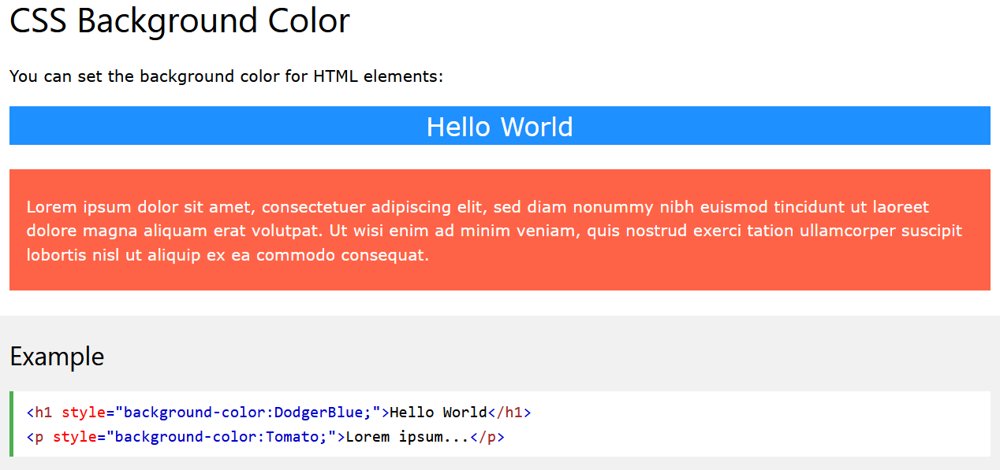 CSS Background Color
You can set the background color for HTML elements:
Hello World
Lorem ipsum dolor sit amet, consectetuer adipiscing elit, sed diam nonummy nibh euismod tincidunt ut laoreet
dolore magna aliquam erat volutpat. Ut wisi enim ad minim veniam, quis nostrud exerci tation ullamcorper suscipit
lobortis nisl ut aliquip ex ea commodo consequat.
Example
<h1 style="background-color:DodgerBlue;">Hello World</h1>
<p style="background-color:Tomato;">Lorem ipsum...</p>